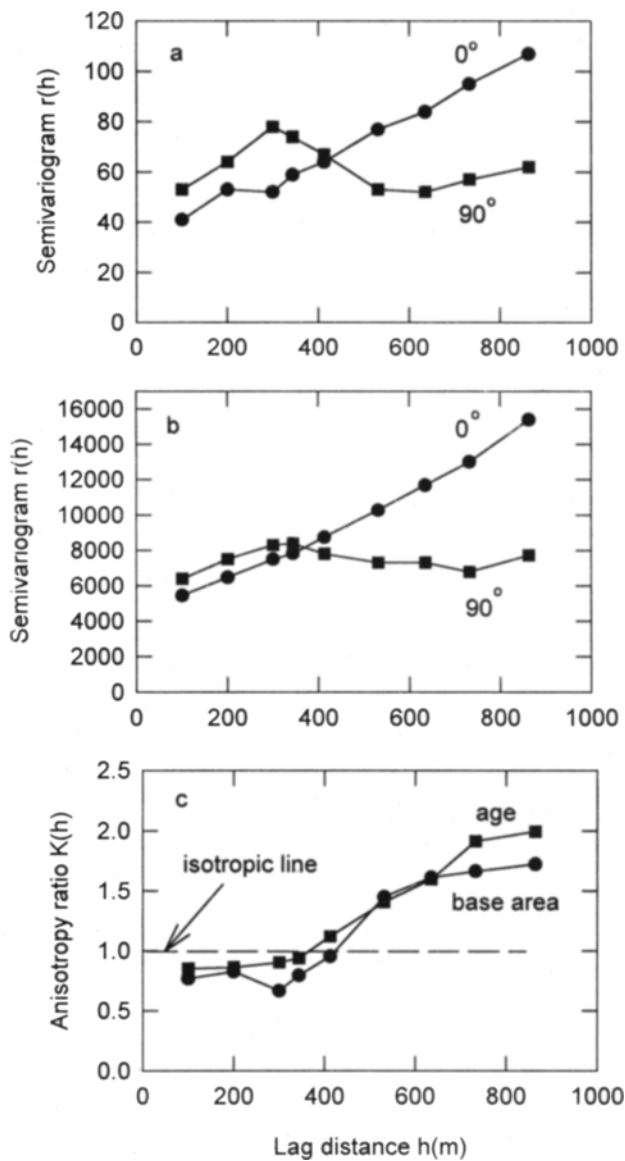 120
100
80
60
40
20
0
Semivariogram r(h)
a
0°
90°
0 200 400 600 800 1000
16000
14000
12000
10000
8000
6000
4000
2000
0
Semivariogram r(h)
b
0°
90°
0 200 400 600 800 1000
2.5
2.0
1.5
1.0
0.5
0.0
Anisotropy ratio K(h)
c
age
isotropic line
base area
0 200 400 600 800 1000
Lag distance h(m)